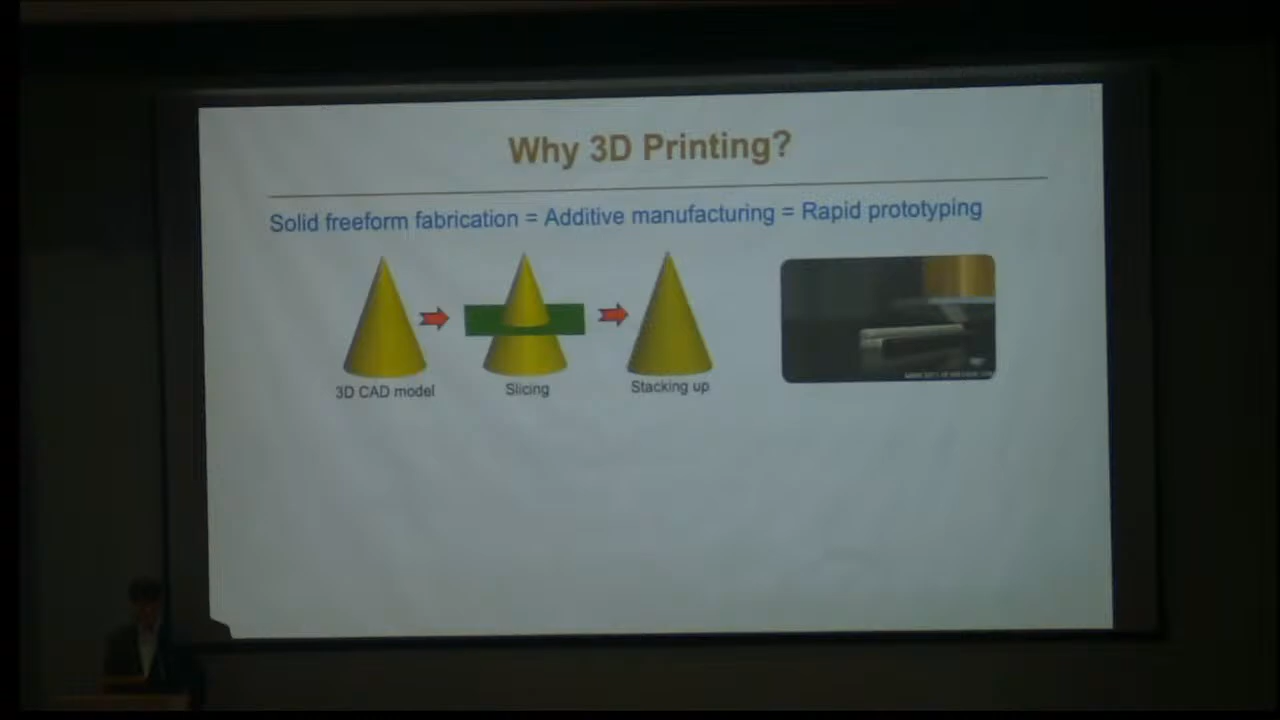 Why 3D Printing?
Solid freeform fabrication = Additive manufacturing = Rapid prototyping
3D CAD model
Slicing
Stacking up